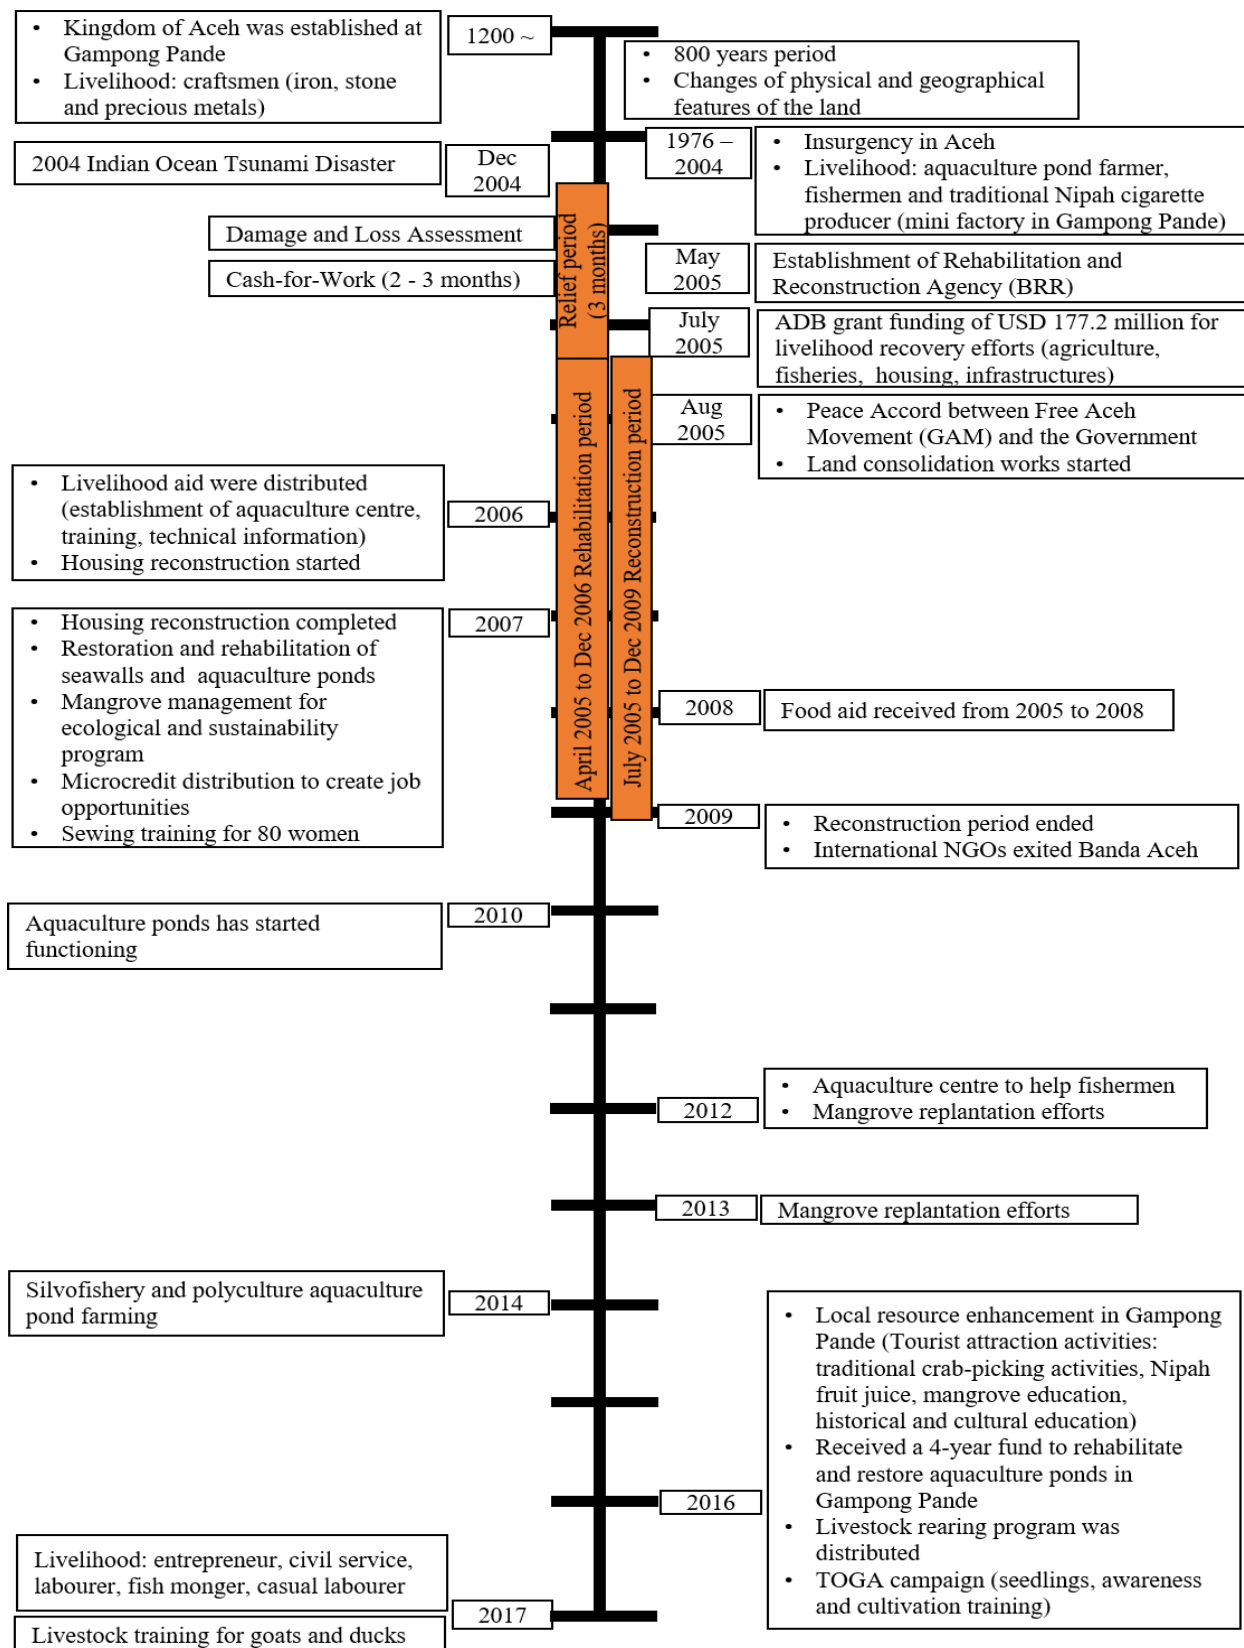 1200 ~
• Kingdom of Aceh was established at
Gampong Pande
• Livelihood: craftsmen (iron, stone
and precious metals)
• 800 years period
• Changes of physical and geographical
features of the land
1976 –
2004
• Insurgency in Aceh
• Livelihood: aquaculture pond farmer,
fishermen and traditional Nipah cigarette
producer (mini factory in Gampong Pande)
2004 Indian Ocean Tsunami Disaster
Dec
2004
Relief period
(3 months)
Damage and Loss Assessment
Cash-for-Work (2 - 3 months)
May
2005
Establishment of Rehabilitation and
Reconstruction Agency (BRR)
July
2005
ADB grant funding of USD 177.2 million for
livelihood recovery efforts (agriculture,
fisheries, housing, infrastructures)
April 2005 to Dec 2006 Rehabilitation period
July 2005 to Dec 2009 Reconstruction period
Aug
2005
• Peace Accord between Free Aceh
Movement (GAM) and the Government
• Land consolidation works started
• Livelihood aid were distributed
(establishment of aquaculture centre,
training, technical information)
• Housing reconstruction started
2006
• Housing reconstruction completed
• Restoration and rehabilitation of
seawalls and aquaculture ponds
• Mangrove management for
ecological and sustainability
program
• Microcredit distribution to create job
opportunities
• Sewing training for 80 women
2007
2008
Food aid received from 2005 to 2008
2009
• Reconstruction period ended
• International NGOs exited Banda Aceh
Aquaculture ponds has started
functioning
2010
2012
• Aquaculture centre to help fishermen
• Mangrove replantation efforts
2013
Mangrove replantation efforts
Silvofishery and polyculture aquaculture
pond farming
2014
2016
• Local resource enhancement in Gampong
Pande (Tourist attraction activities:
traditional crab-picking activities, Nipah
fruit juice, mangrove education,
historical and cultural education)
• Received a 4-year fund to rehabilitate
and restore aquaculture ponds in
Gampong Pande
• Livestock rearing program was
distributed
• TOGA campaign (seedlings, awareness
and cultivation training)
Livelihood: entrepreneur, civil service,
labourer, fish monger, casual labourer
2017
Livestock training for goats and ducks